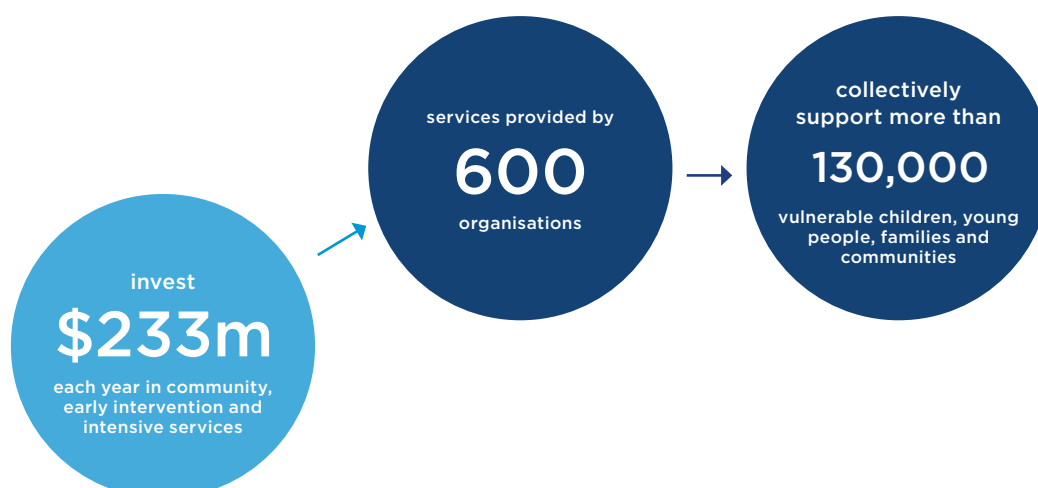 invest
$233m
each year in community,
early intervention and
intensive services
services provided by
600
organisations
collectively
support more than
130,000
vulnerable children, young
people, families and
communities